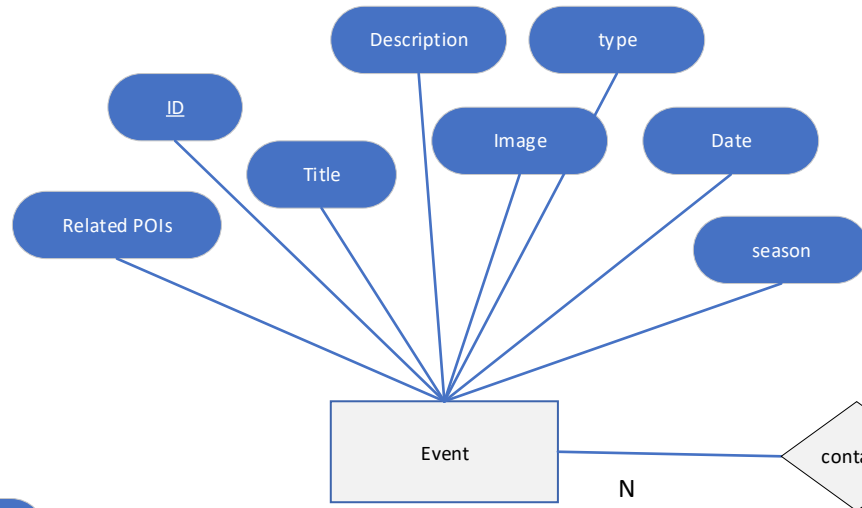 Description
type
ID
Image
Date
Title
Related POIs
season
Event
N